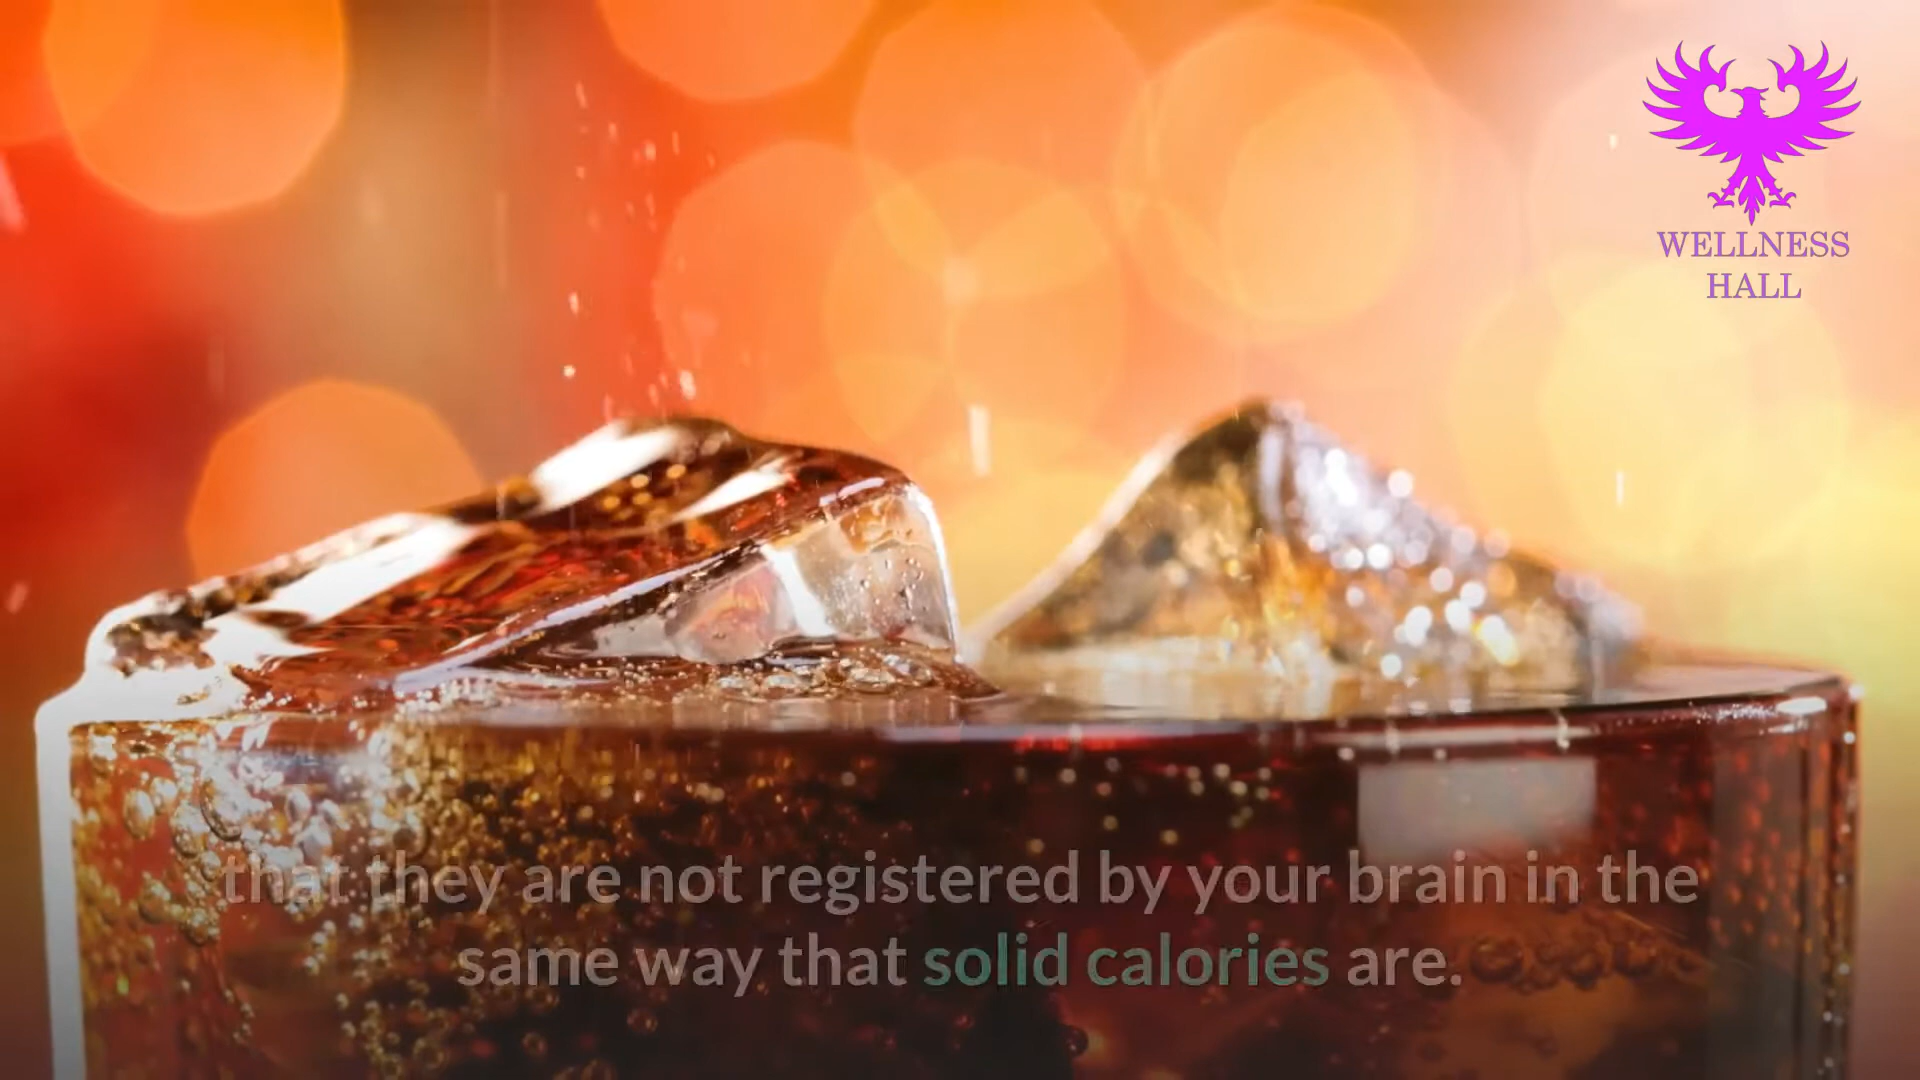 WELLNESS
HALL
that they are not registered by your brain in the
same way that solid calories are.